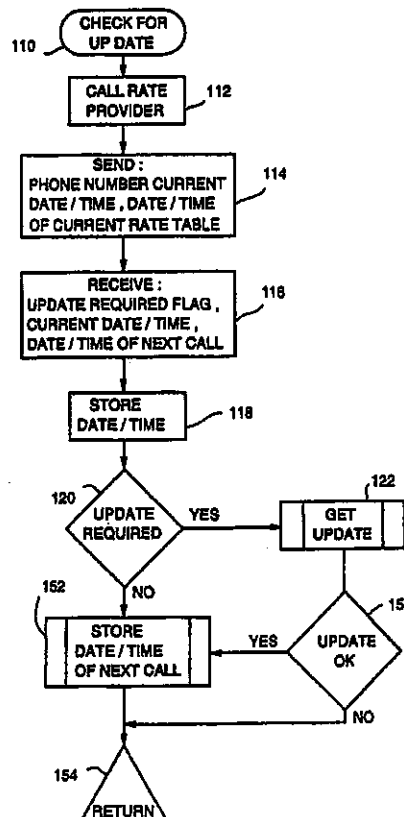 CHECK FOR
UP DATE
110
CALL RATE
PROVIDER
112
SEND :
PHONE NUMBER CURRENT
DATE / TIME , DATE / TIME
OF CURRENT RATE TABLE
114
RECEIVE :
UPDATE REQUIRED FLAG ,
CURRENT DATE / TIME ,
DATE / TIME OF NEXT CALL
116
STORE
DATE / TIME
118
120
UPDATE
REQUIRED
YES
122
GET
UPDATE
NO
152
STORE
DATE / TIME
OF NEXT CALL
YES
UPDATE
OK
NO
154
RETURN